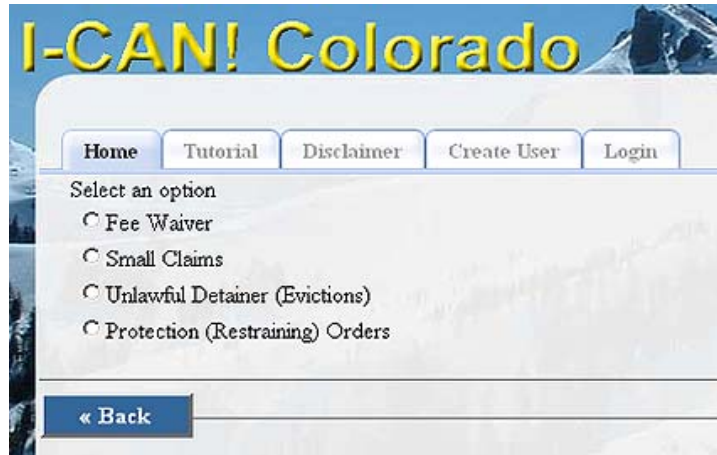 I-CAN! Colorado
Home Tutorial Disclaimer Create User Login
Select an option
Fee Waiver
Small Claims
Unlawful Detainer (Evictions)
Protection (Restraining) Orders
« Back